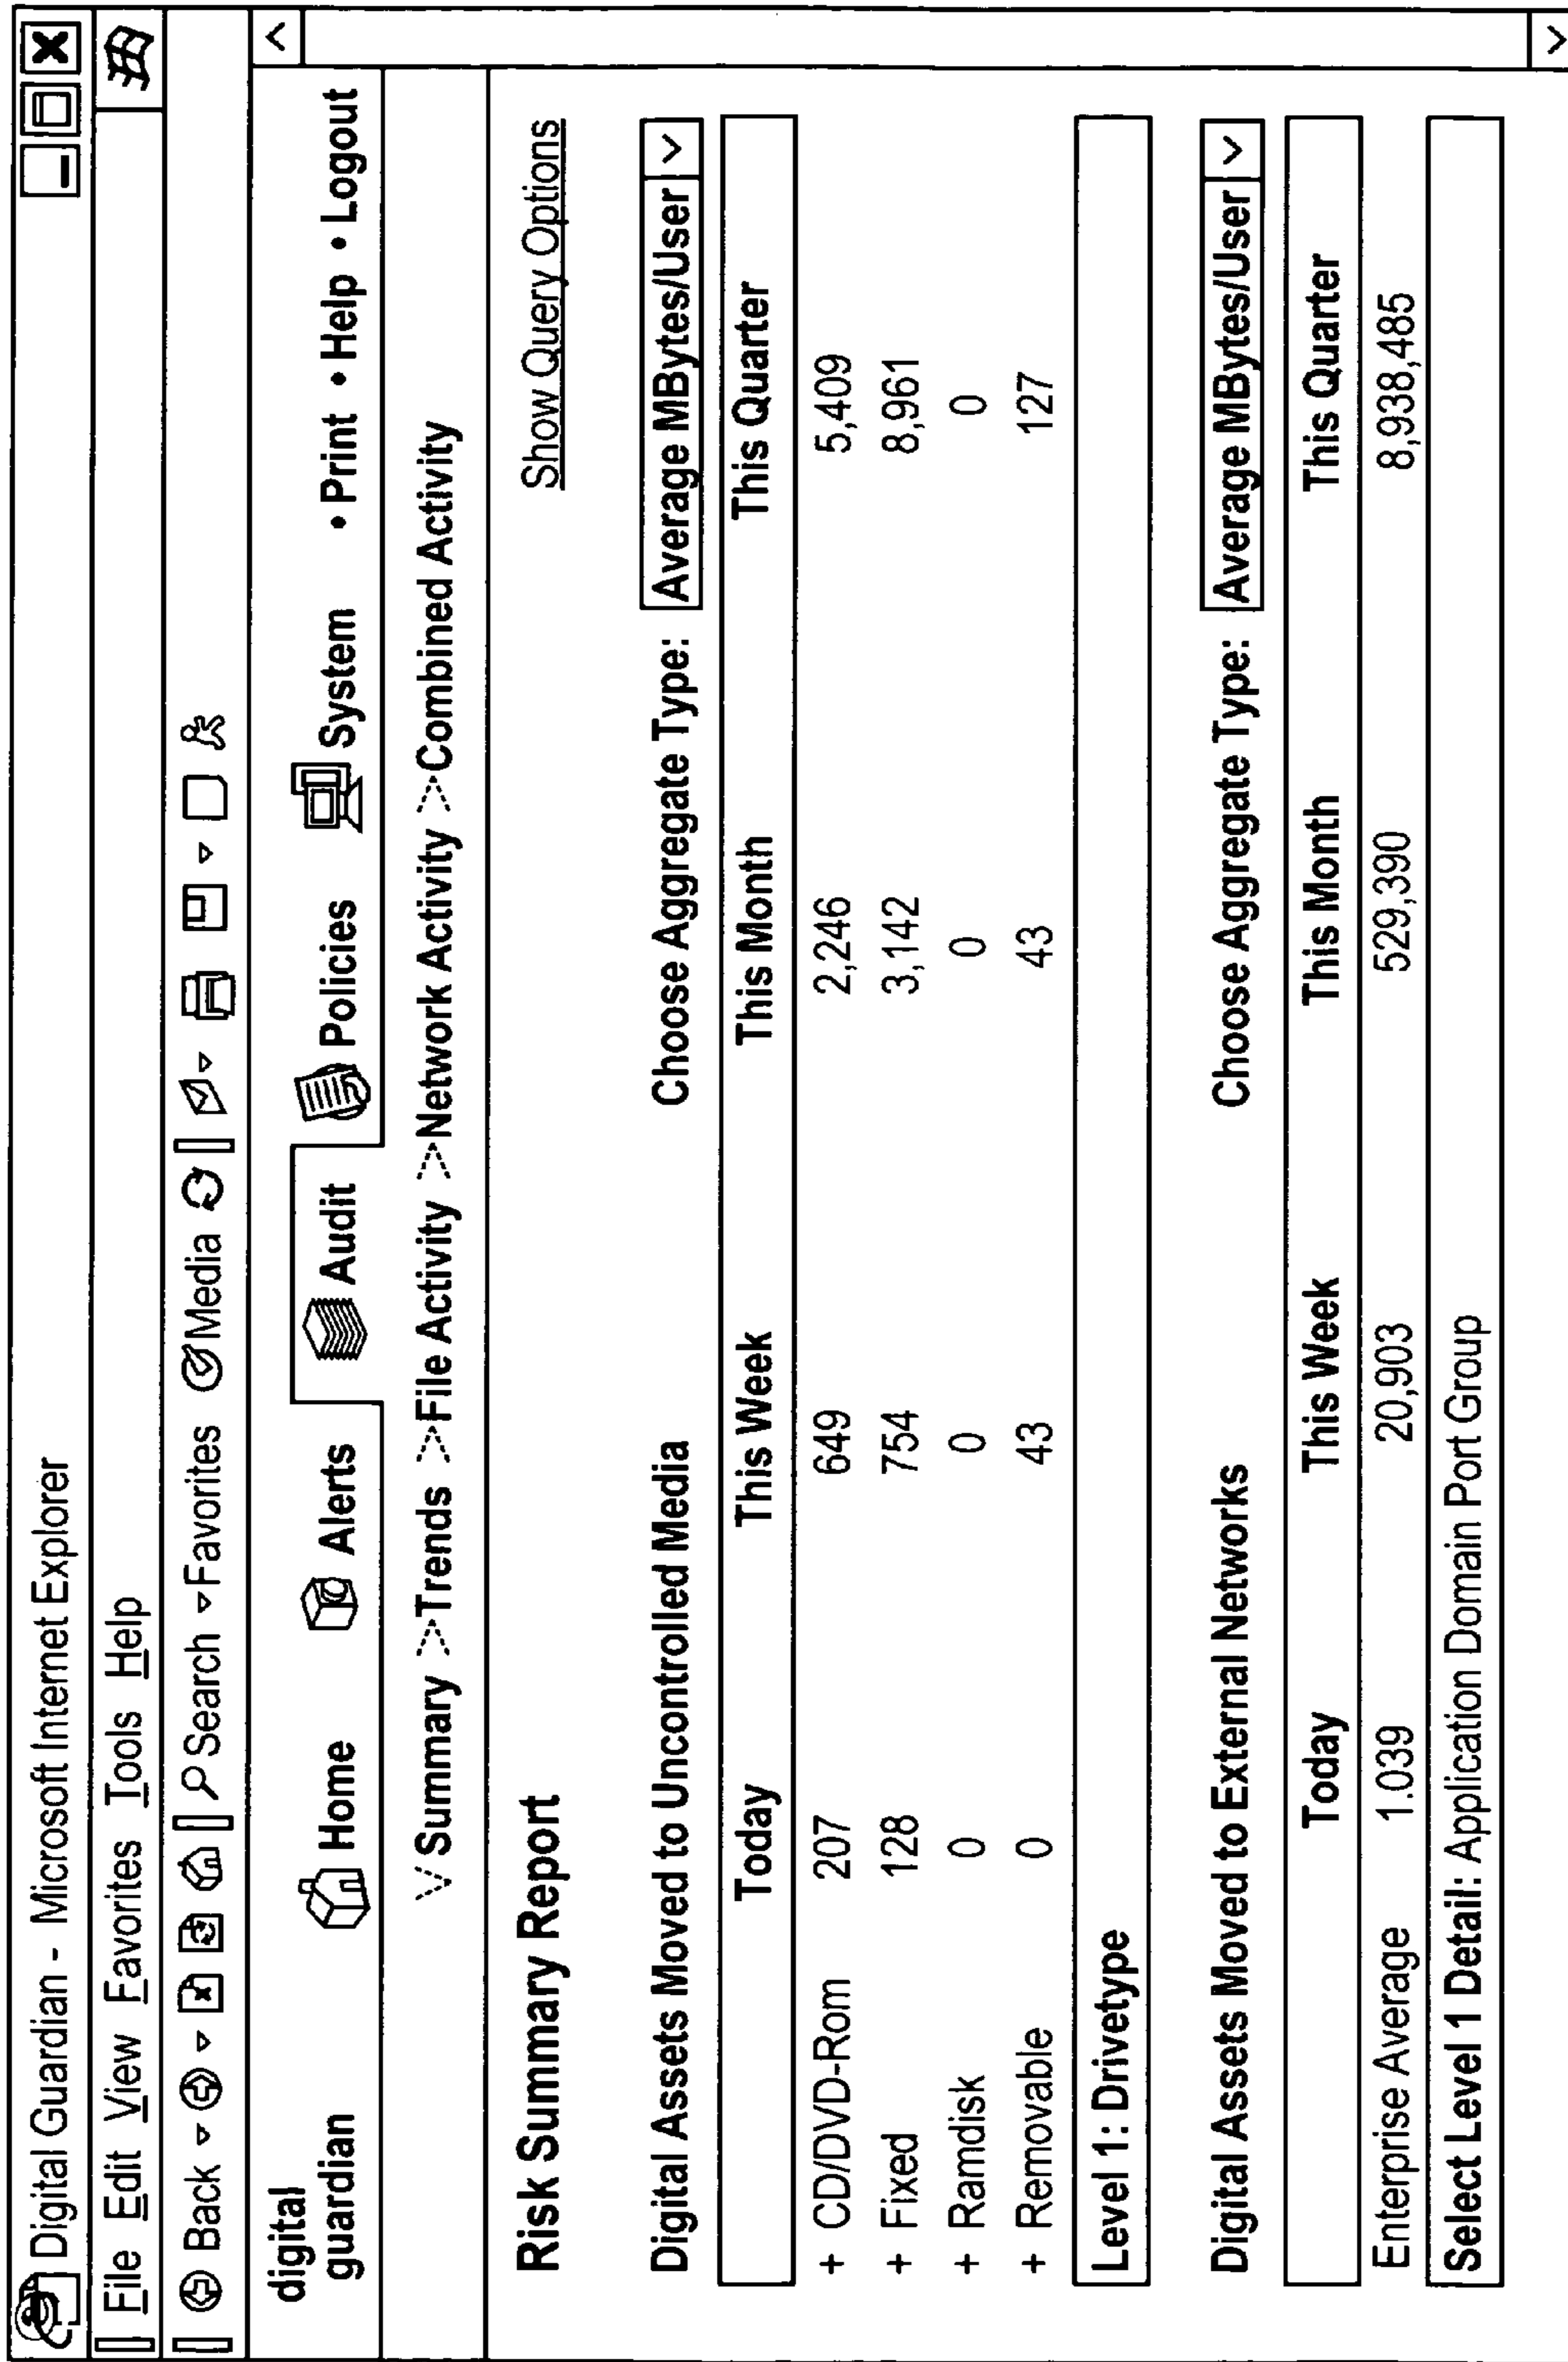 Digital Guardian - Microsoft Internet Explorer
File Edit View Favorites Tools Help
Back Search Favorites Media
digital guardian
Home Alerts Audit Policies System • Print • Help • Logout
Summary >Trends >File Activity >Network Activity >Combined Activity
Risk Summary Report
Show Query Options
Digital Assets Moved to Uncontrolled Media Choose Aggregate Type: Average MBytes/User
Today This Week This Month This Quarter
+ CD/DVD-Rom 207 649 2,246 5,409
+ Fixed 128 754 3,142 8,961
+ Ramdisk 0 0 0 0
+ Removable 0 43 43 127
Level 1: Drivetype
Digital Assets Moved to External Networks Choose Aggregate Type: Average MBytes/User
Today This Week This Month This Quarter
Enterprise Average 1.039 20,903 529,390 8,938,485
Select Level 1 Detail: Application Domain Port Group